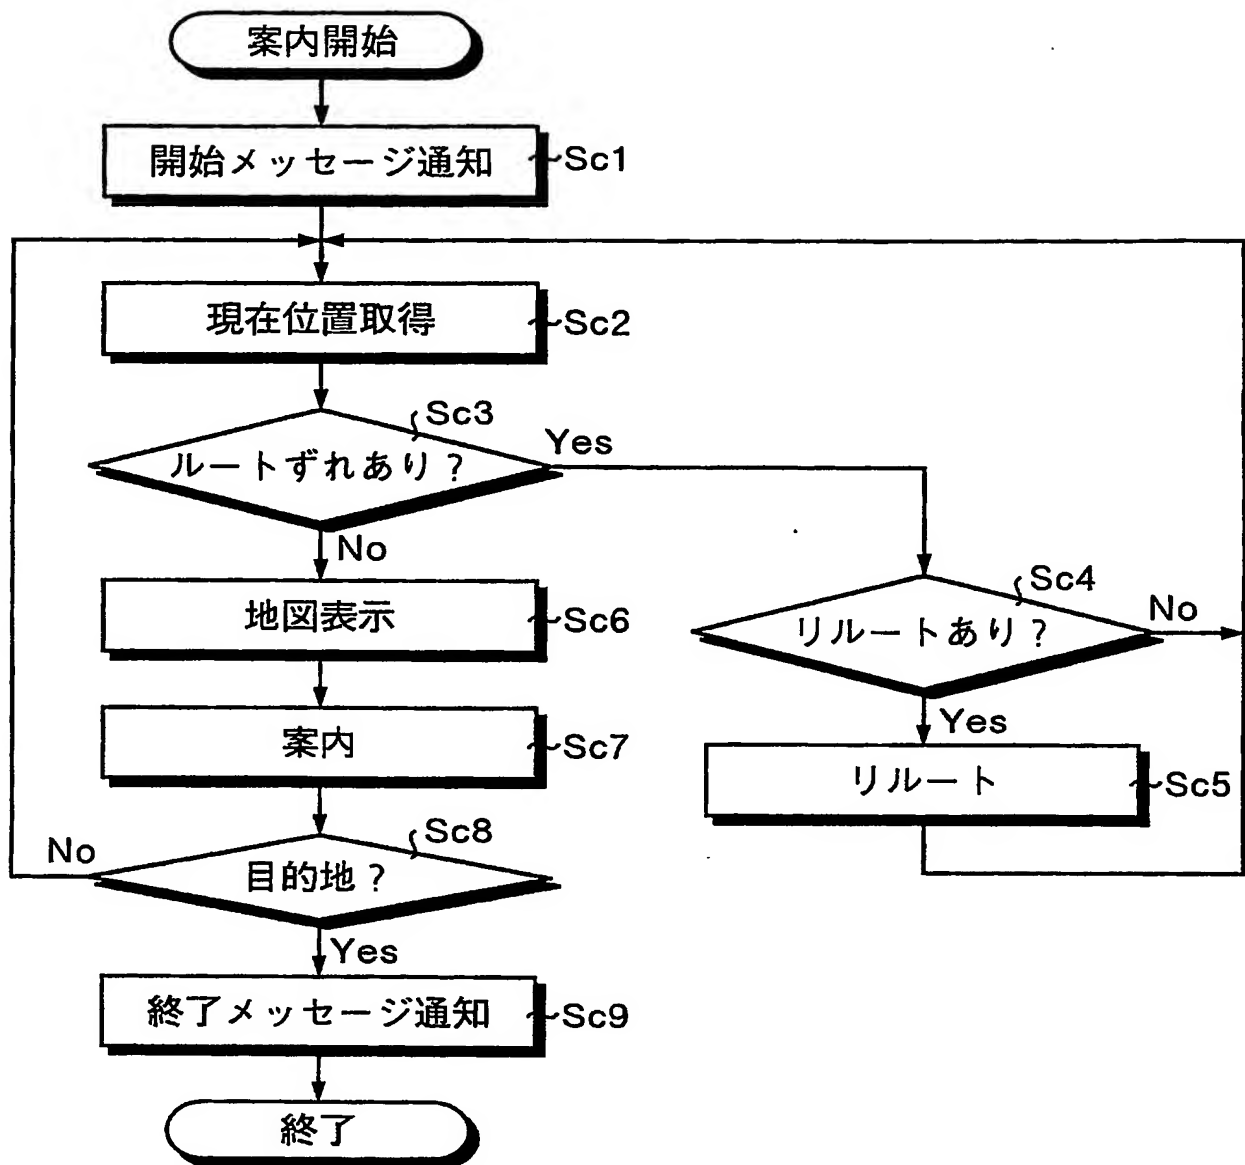 案内開始
開始メッセージ通知
Sc1
現在位置取得
Sc2
Sc3
ルートずれあり？
Yes
No
Sc4
リルートあり？
No
Yes
リルート
Sc5
地図表示
Sc6
案内
Sc7
Sc8
目的地？
No
Yes
終了メッセージ通知
Sc9
終了